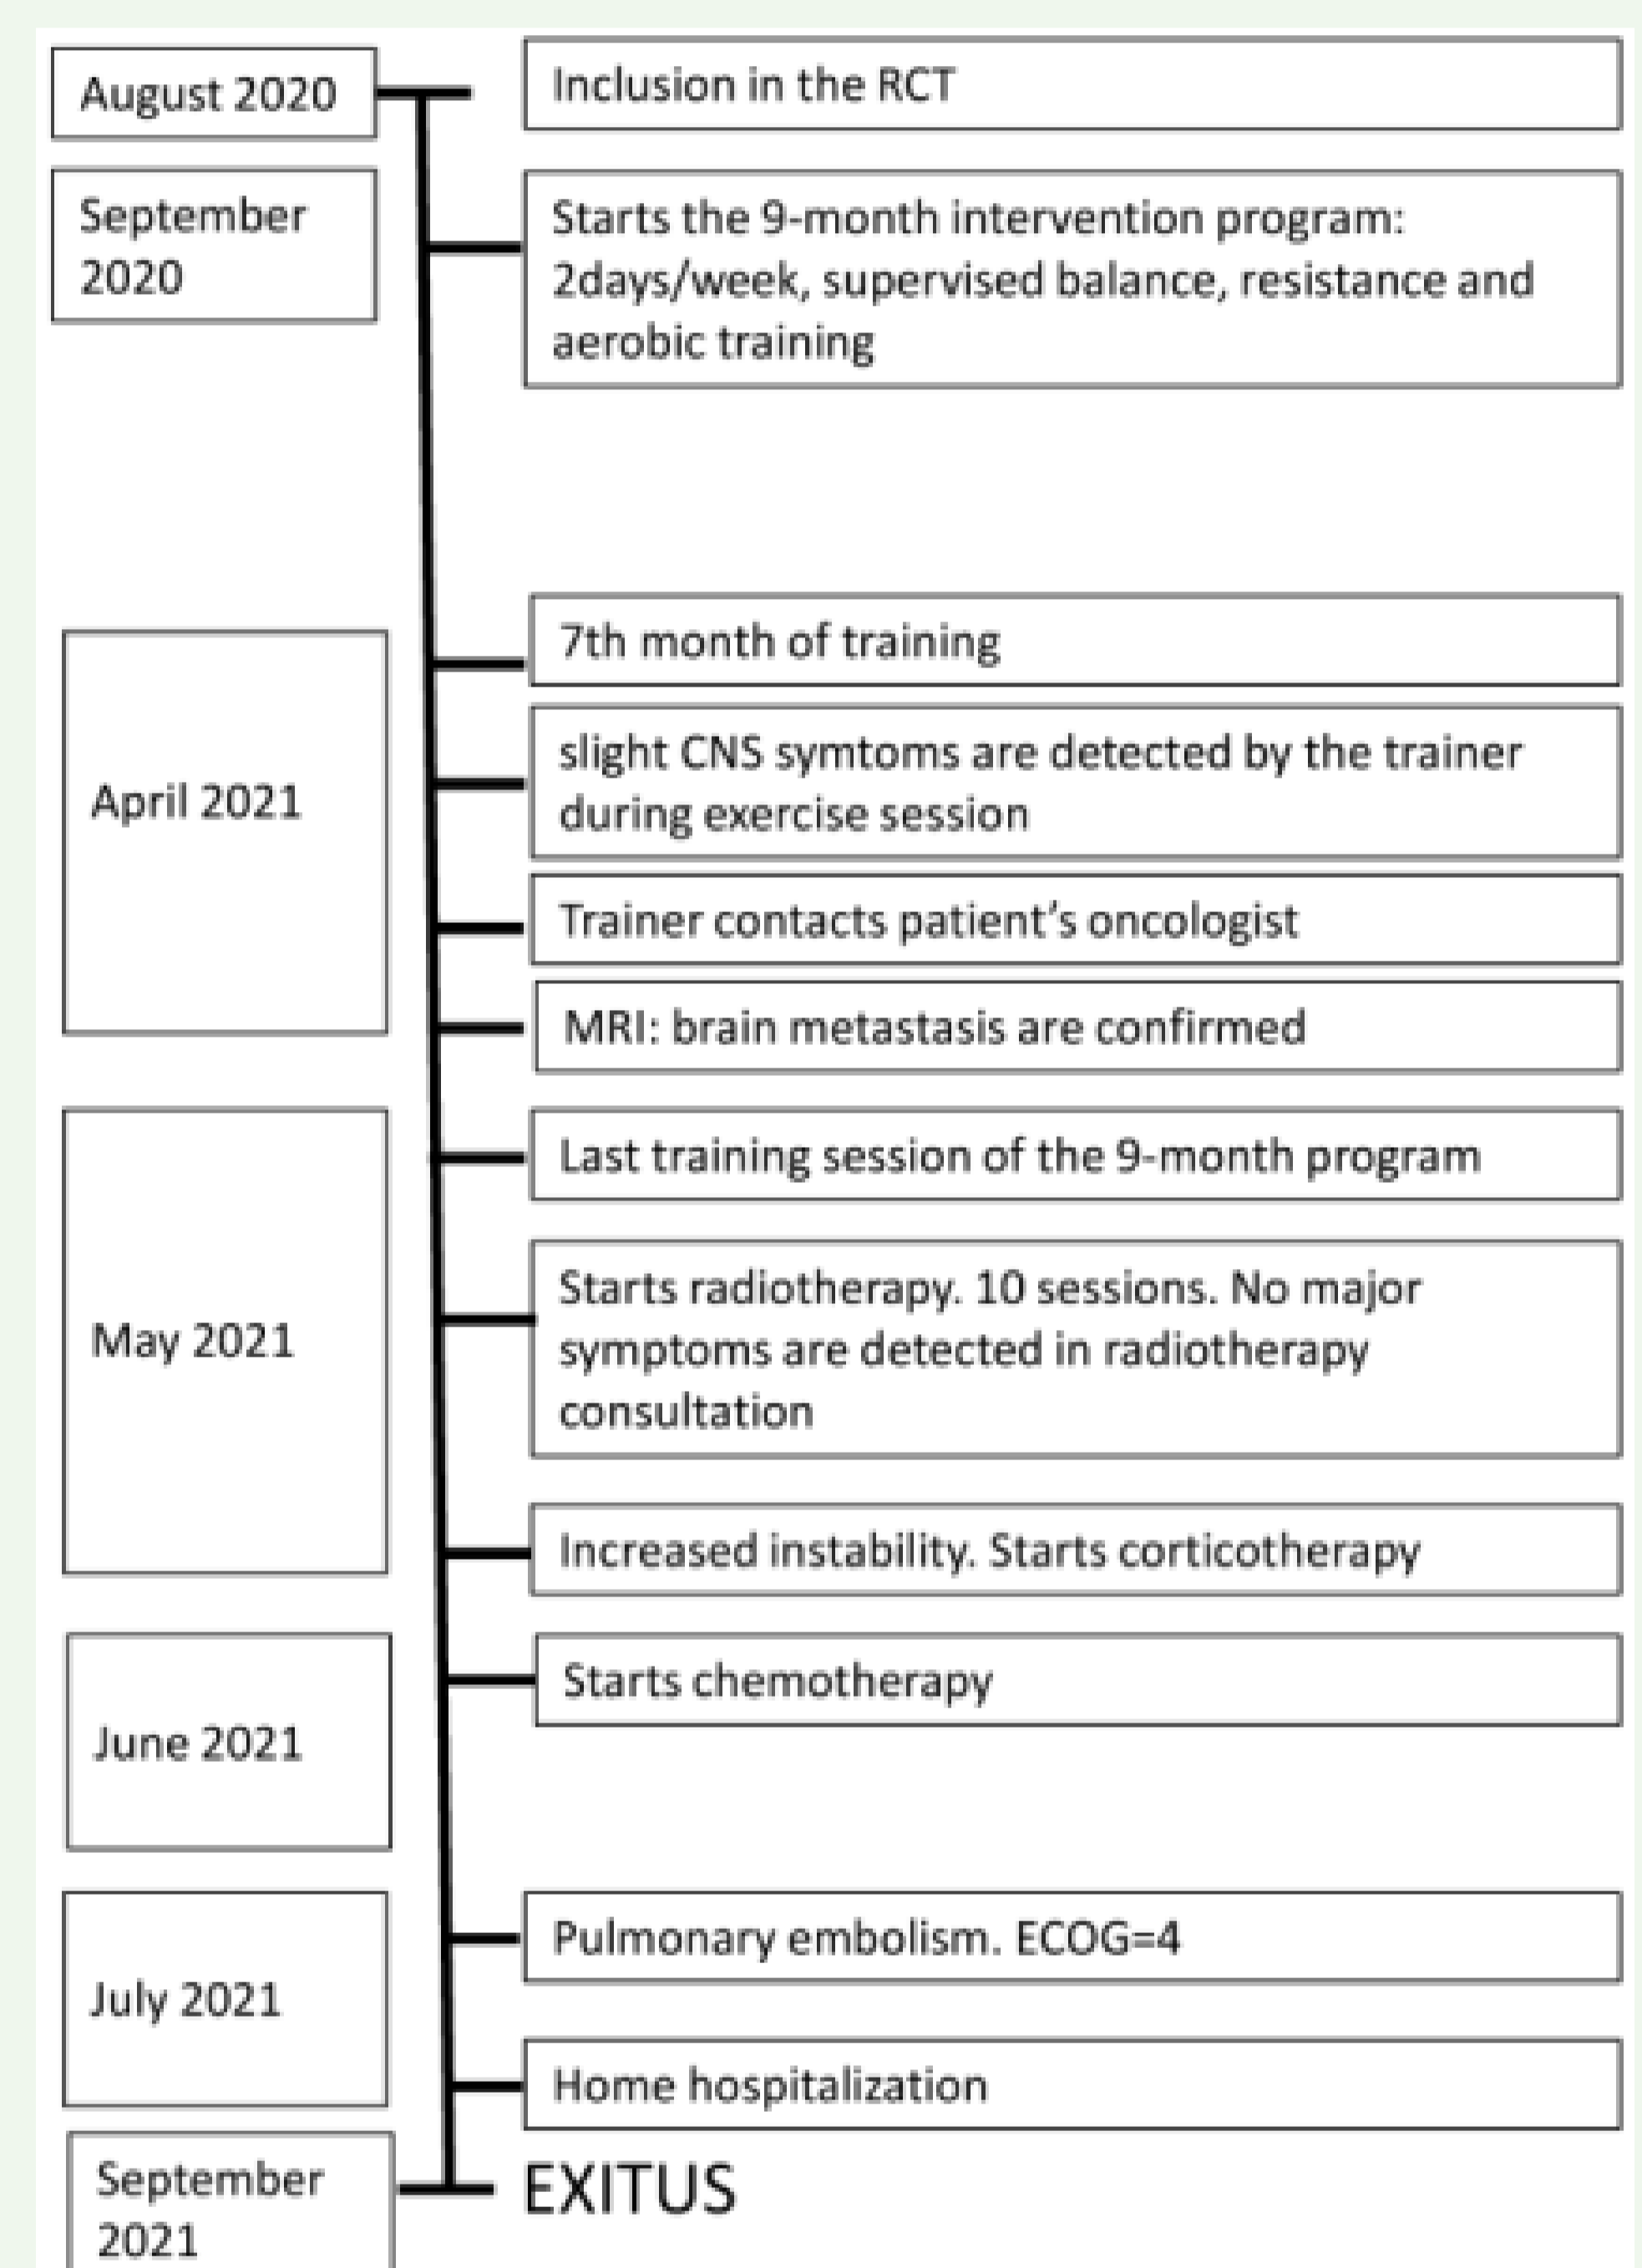 August 2020
Inclusion in the RCT
September
2020
Starts the 9-month intervention program:
2days/week, supervised balance, resistance and
aerobic training
April 2021
7th month of training
slight CNS symtoms are detected by the trainer
during exercise session
Trainer contacts patient’s oncologist
MRI: brain metastasis are confirmed
May 2021
Last training session of the 9-month program
Starts radiotherapy. 10 sessions. No major
symptoms are detected in radiotherapy
consultation
Increased instability. Starts corticotherapy
June 2021
Starts chemotherapy
July 2021
Pulmonary embolism. ECOG=4
Home hospitalization
September
2021
EXITUS